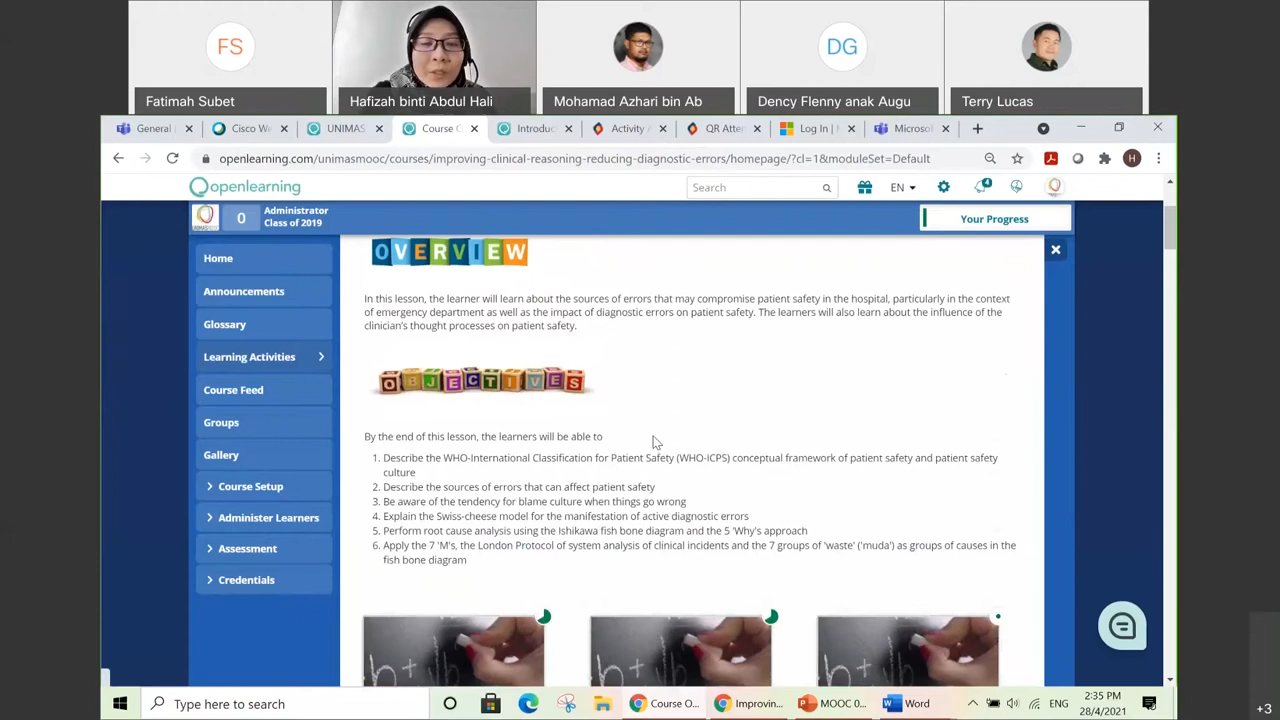 FS
DG
Fatimah Subet
Hafizah binti Abdul Hali
Mohamad Azhari bin Ab
Dency Flenny anak Augu
Terry Lucas
General |
Cisco We
UNIMAS
Course O
Introduc
Activity
QR Atten
Log In | M
Microsof
openlearning.com/unimasmooc/courses/improving-clinical-reasoning-reducing-diagnostic-errors/homepage/?cl=1&moduleSet=Default
H
openlearning
Search
EN
4
0
Administrator
Class of 2019
Your Progress
Home
Announcements
Glossary
Learning Activities
Course Feed
Groups
Gallery
Course Setup
Administer Learners
Assessment
Credentials
OVERVIEW
In this lesson, the learner will learn about the sources of errors that may compromise patient safety in the hospital, particularly in the context
of emergency department as well as the impact of diagnostic errors on patient safety. The learners will also learn about the influence of the
clinician's thought processes on patient safety.
OBJECTIVES
By the end of this lesson, the learners will be able to
1. Describe the WHO-International Classification for Patient Safety (WHO-ICPS) conceptual framework of patient safety and patient safety
culture
2. Describe the sources of errors that can affect patient safety
3. Be aware of the tendency for blame culture when things go wrong
4. Explain the Swiss-cheese model for the manifestation of active diagnostic errors
5. Perform root cause analysis using the Ishikawa fish bone diagram and the 5 'Why's approach
6. Apply the 7 'M's, the London Protocol of system analysis of clinical incidents and the 7 groups of 'waste' ('muda') as groups of causes in the
fish bone diagram
Type here to search
Course O...
Improvin...
MOOC 0...
Word
ENG
2:35 PM
28/4/2021
+3